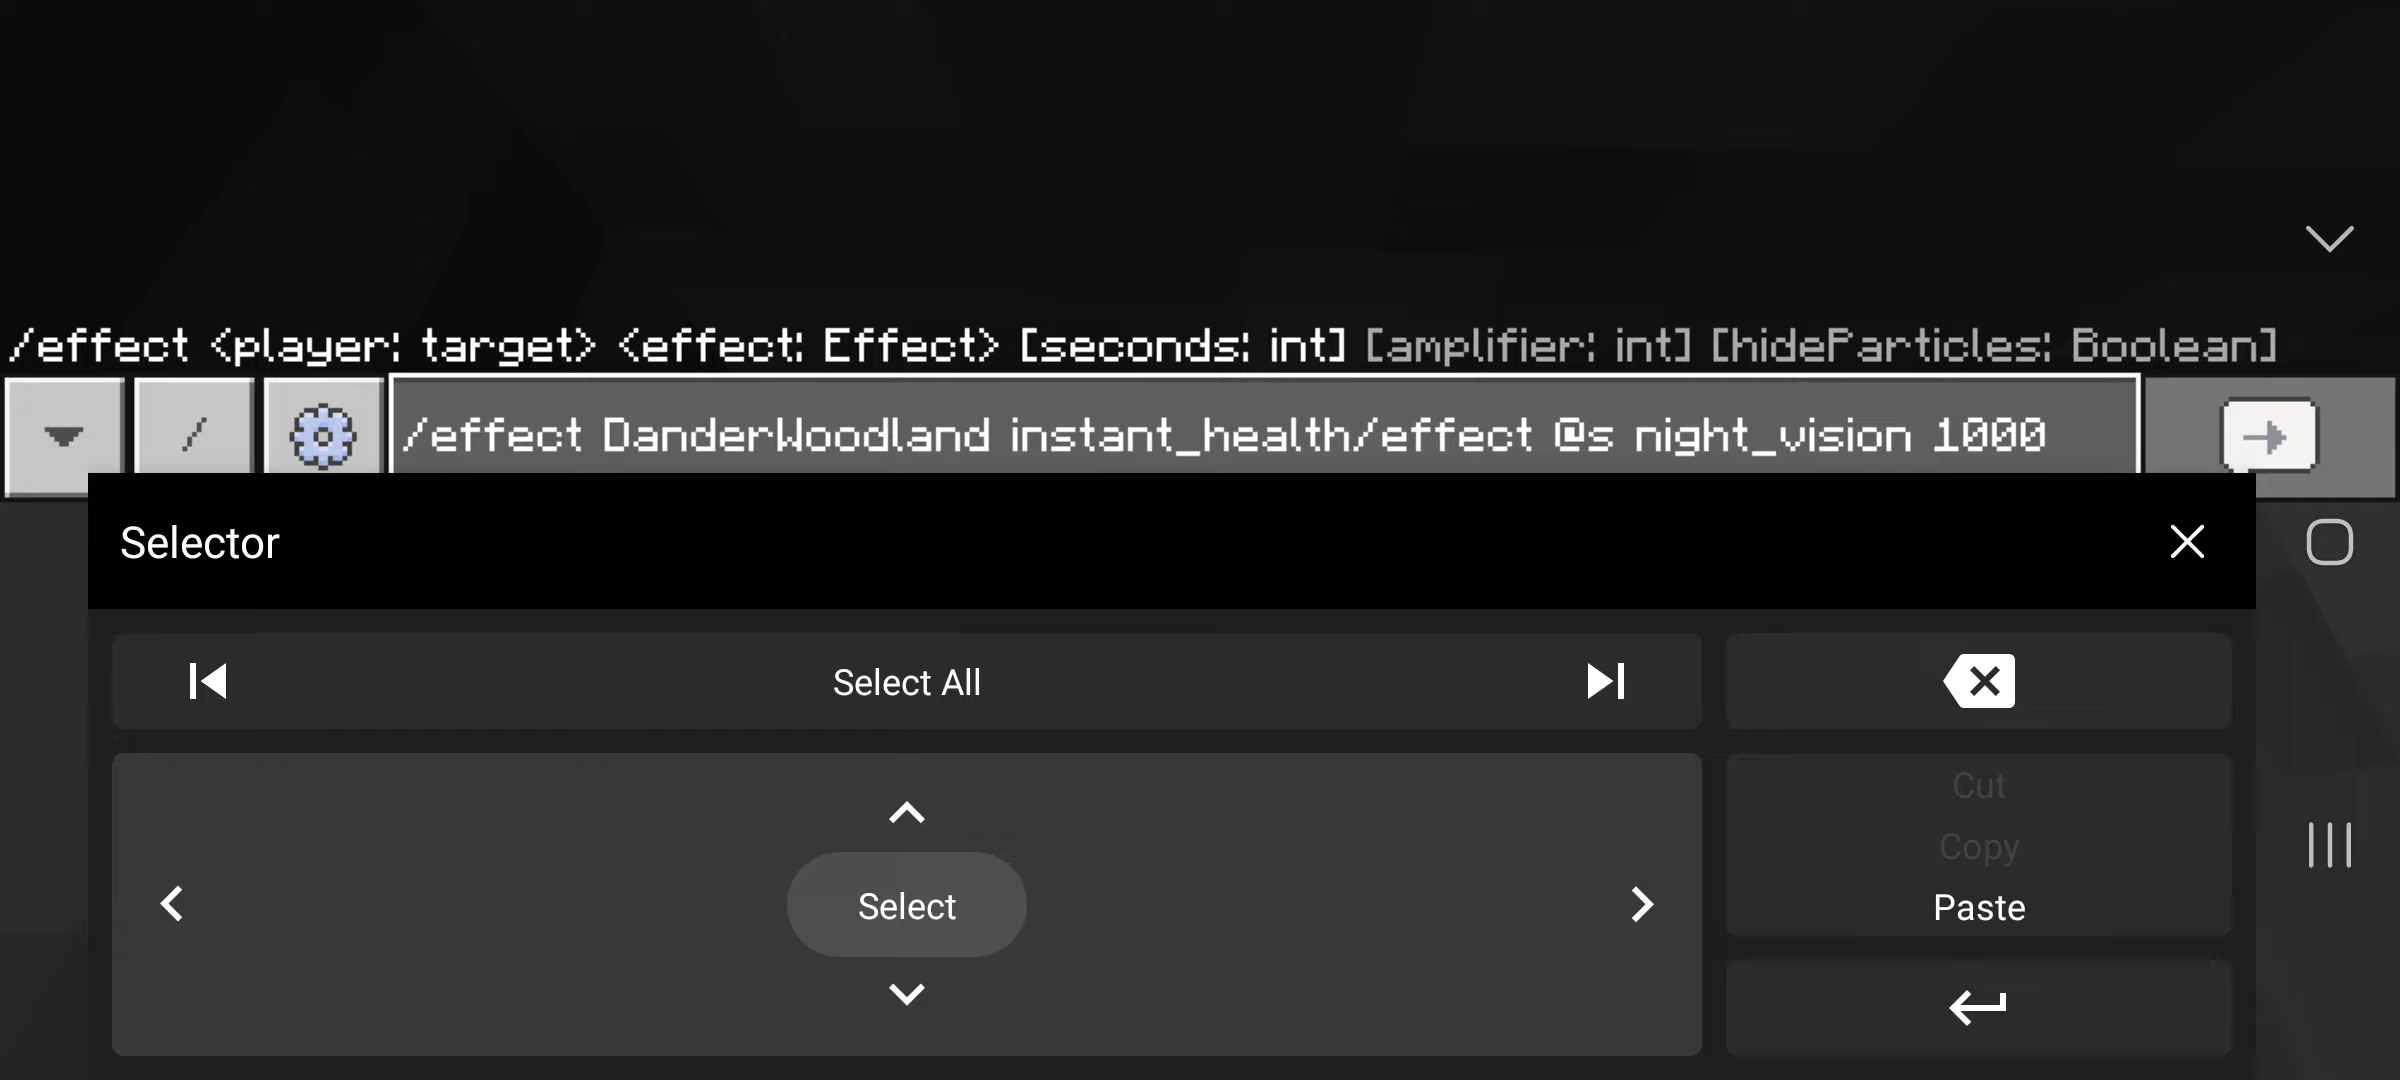 /effect <player: target> <effect: Effect> [seconds: int] [amplifier: int] [hideParticles: Boolean]
/
/effect DanderWoodland instant_health/effect @s night_vision 1000
Selector
Select All
Cut
Copy
Select
Paste